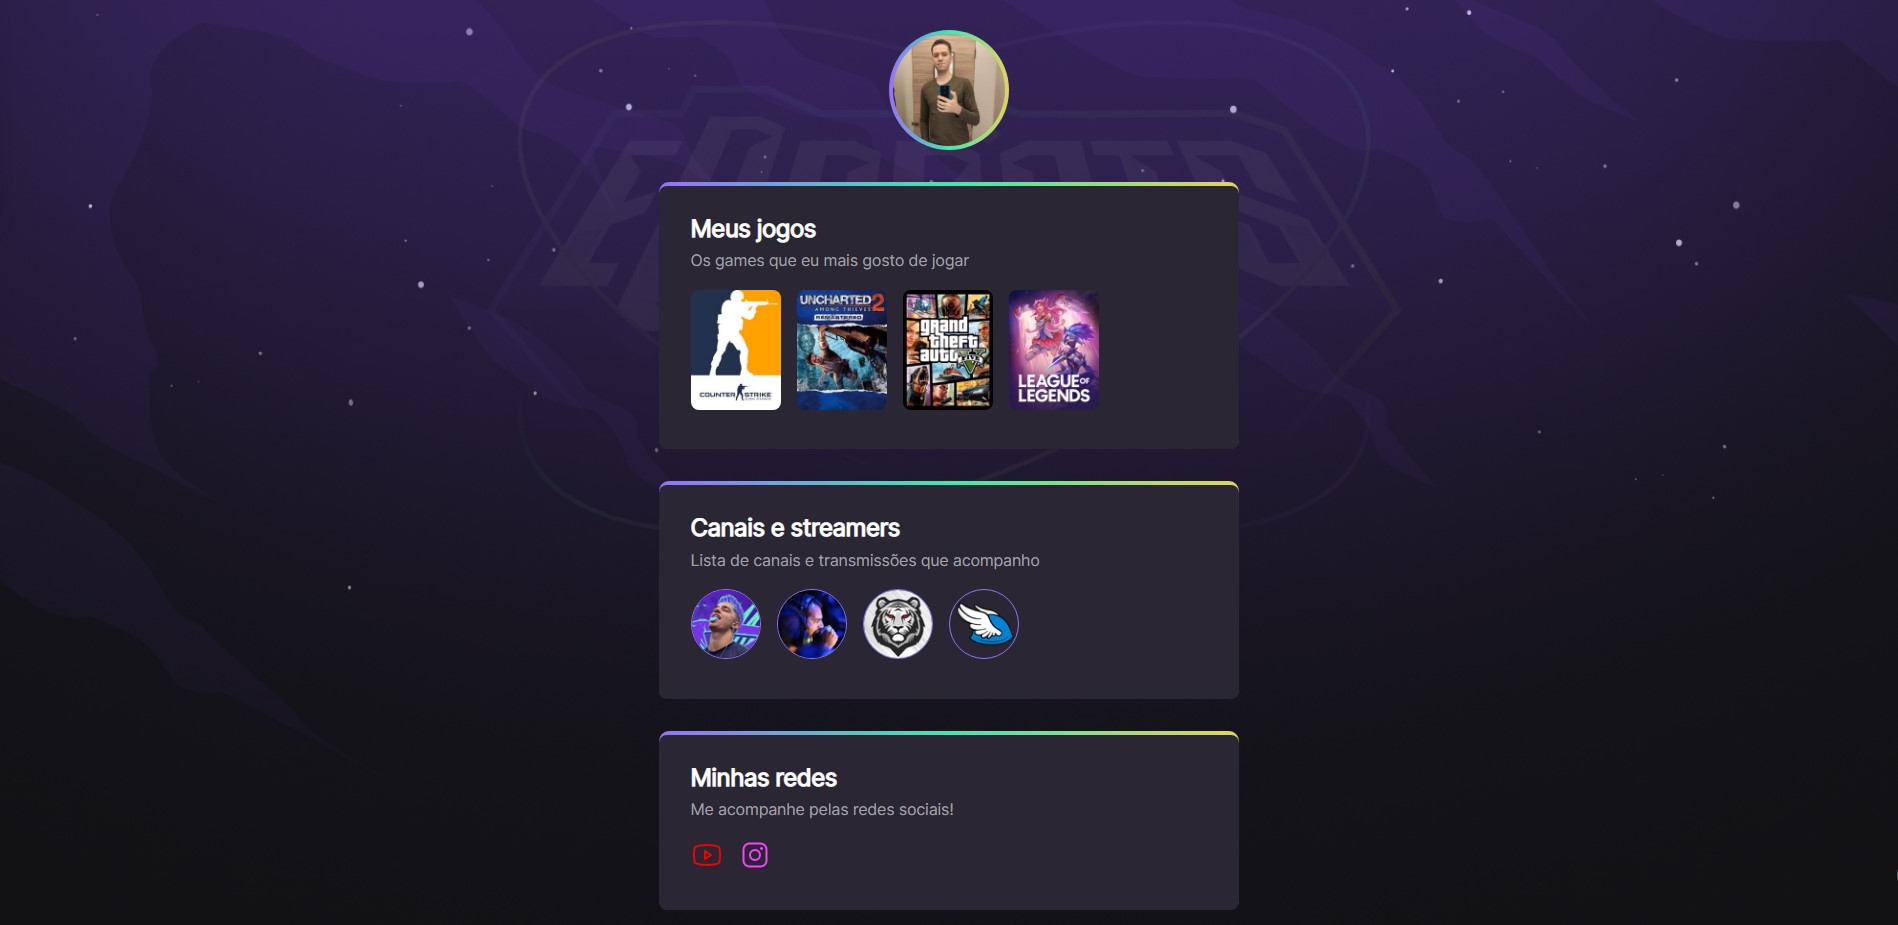 ESPORTS
Meus jogos
Os games que eu mais gosto de jogar
COUNTER STRIKE
UNCHARTED 2
AMONG THIEVES
REMASTERED
grand
theft
auto
FIVE
LEAGUE OF
LEGENDS
Canais e streamers
Lista de canais e transmissões que acompanho
Minhas redes
Me acompanhe pelas redes sociais!